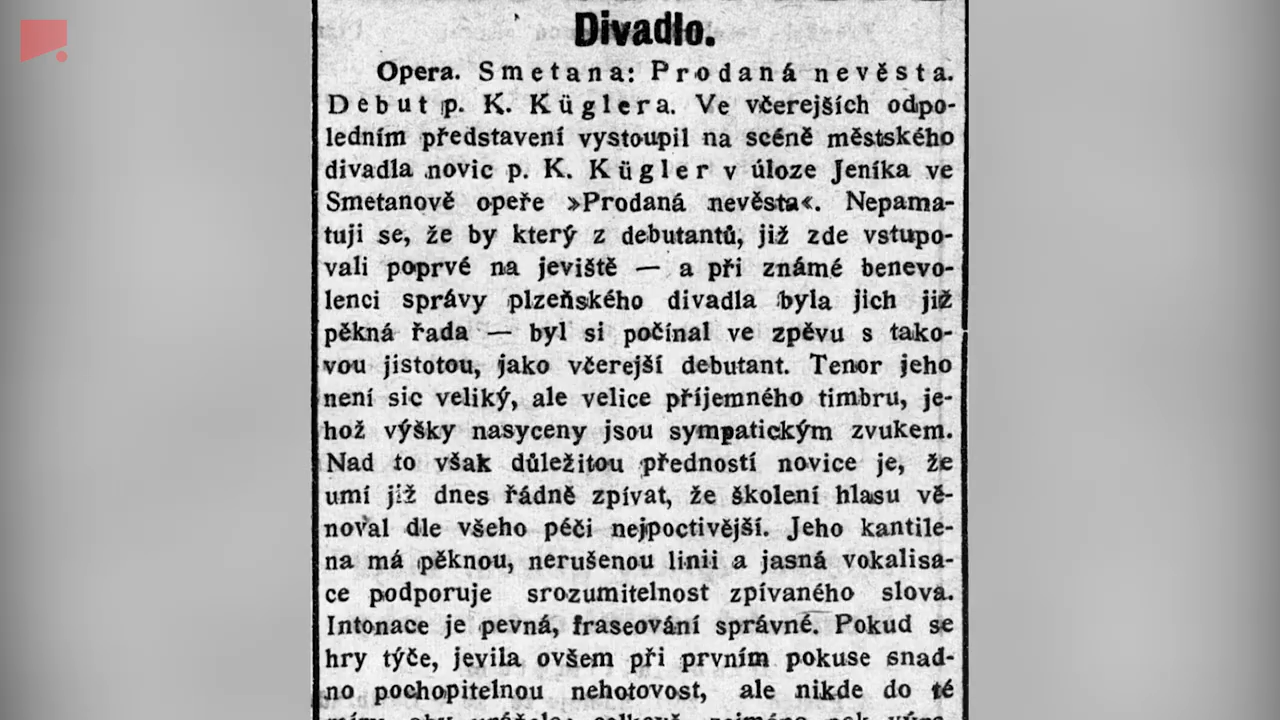 Divadlo.
Opera. Smetana: Prodaná nevěsta.
Debut p. K. Küglera. Ve včerejších odpo-
ledním představení vystoupil na scéně městského
divadla novic p. K. Kügler v úloze Jeníka ve
Smetanově opeře »Prodaná nevěsta«. Nepama-
tuji se, že by který z debutantů, již zde vstupo-
vali poprvé na jeviště — a při známé benevo-
lenci správy plzeňského divadla byla jich již
pěkná řada — byl si počínal ve zpěvu s tako-
vou jistotou, jako včerejší debutant. Tenor jeho
není sic veliký, ale velice příjemného timbru, je-
hož výšky nasyceny jsou sympatickým zvukem.
Nad to však důležitou předností novice je, že
umí již dnes řádně zpívat, že školení hlasu vě-
noval dle všeho péči nejpoctivější. Jeho kantile-
na má pěknou, nerušenou linii a jasná vokalisa-
ce podporuje srozumitelnost zpívaného slova.
Intonace je pevná, fraseování správné. Pokud se
hry týče, jevila ovšem při prvním pokuse snad-
no pochopitelnou nehotovost, ale nikde do té